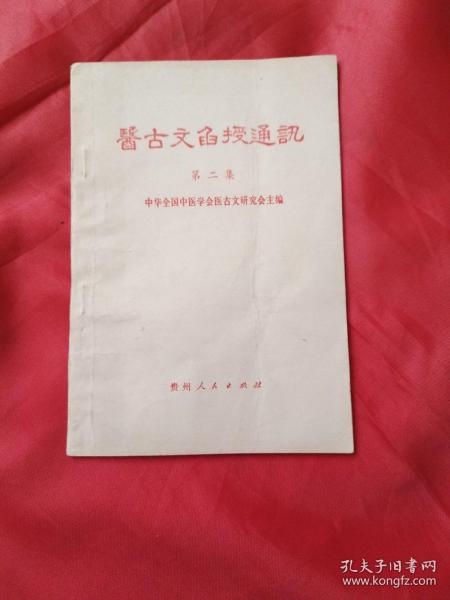 醫古文函授通訊
第二集
中华全国中医学会医古文研究会主编
贵州人民出版社
孔夫子旧书网
www.kongfz.com